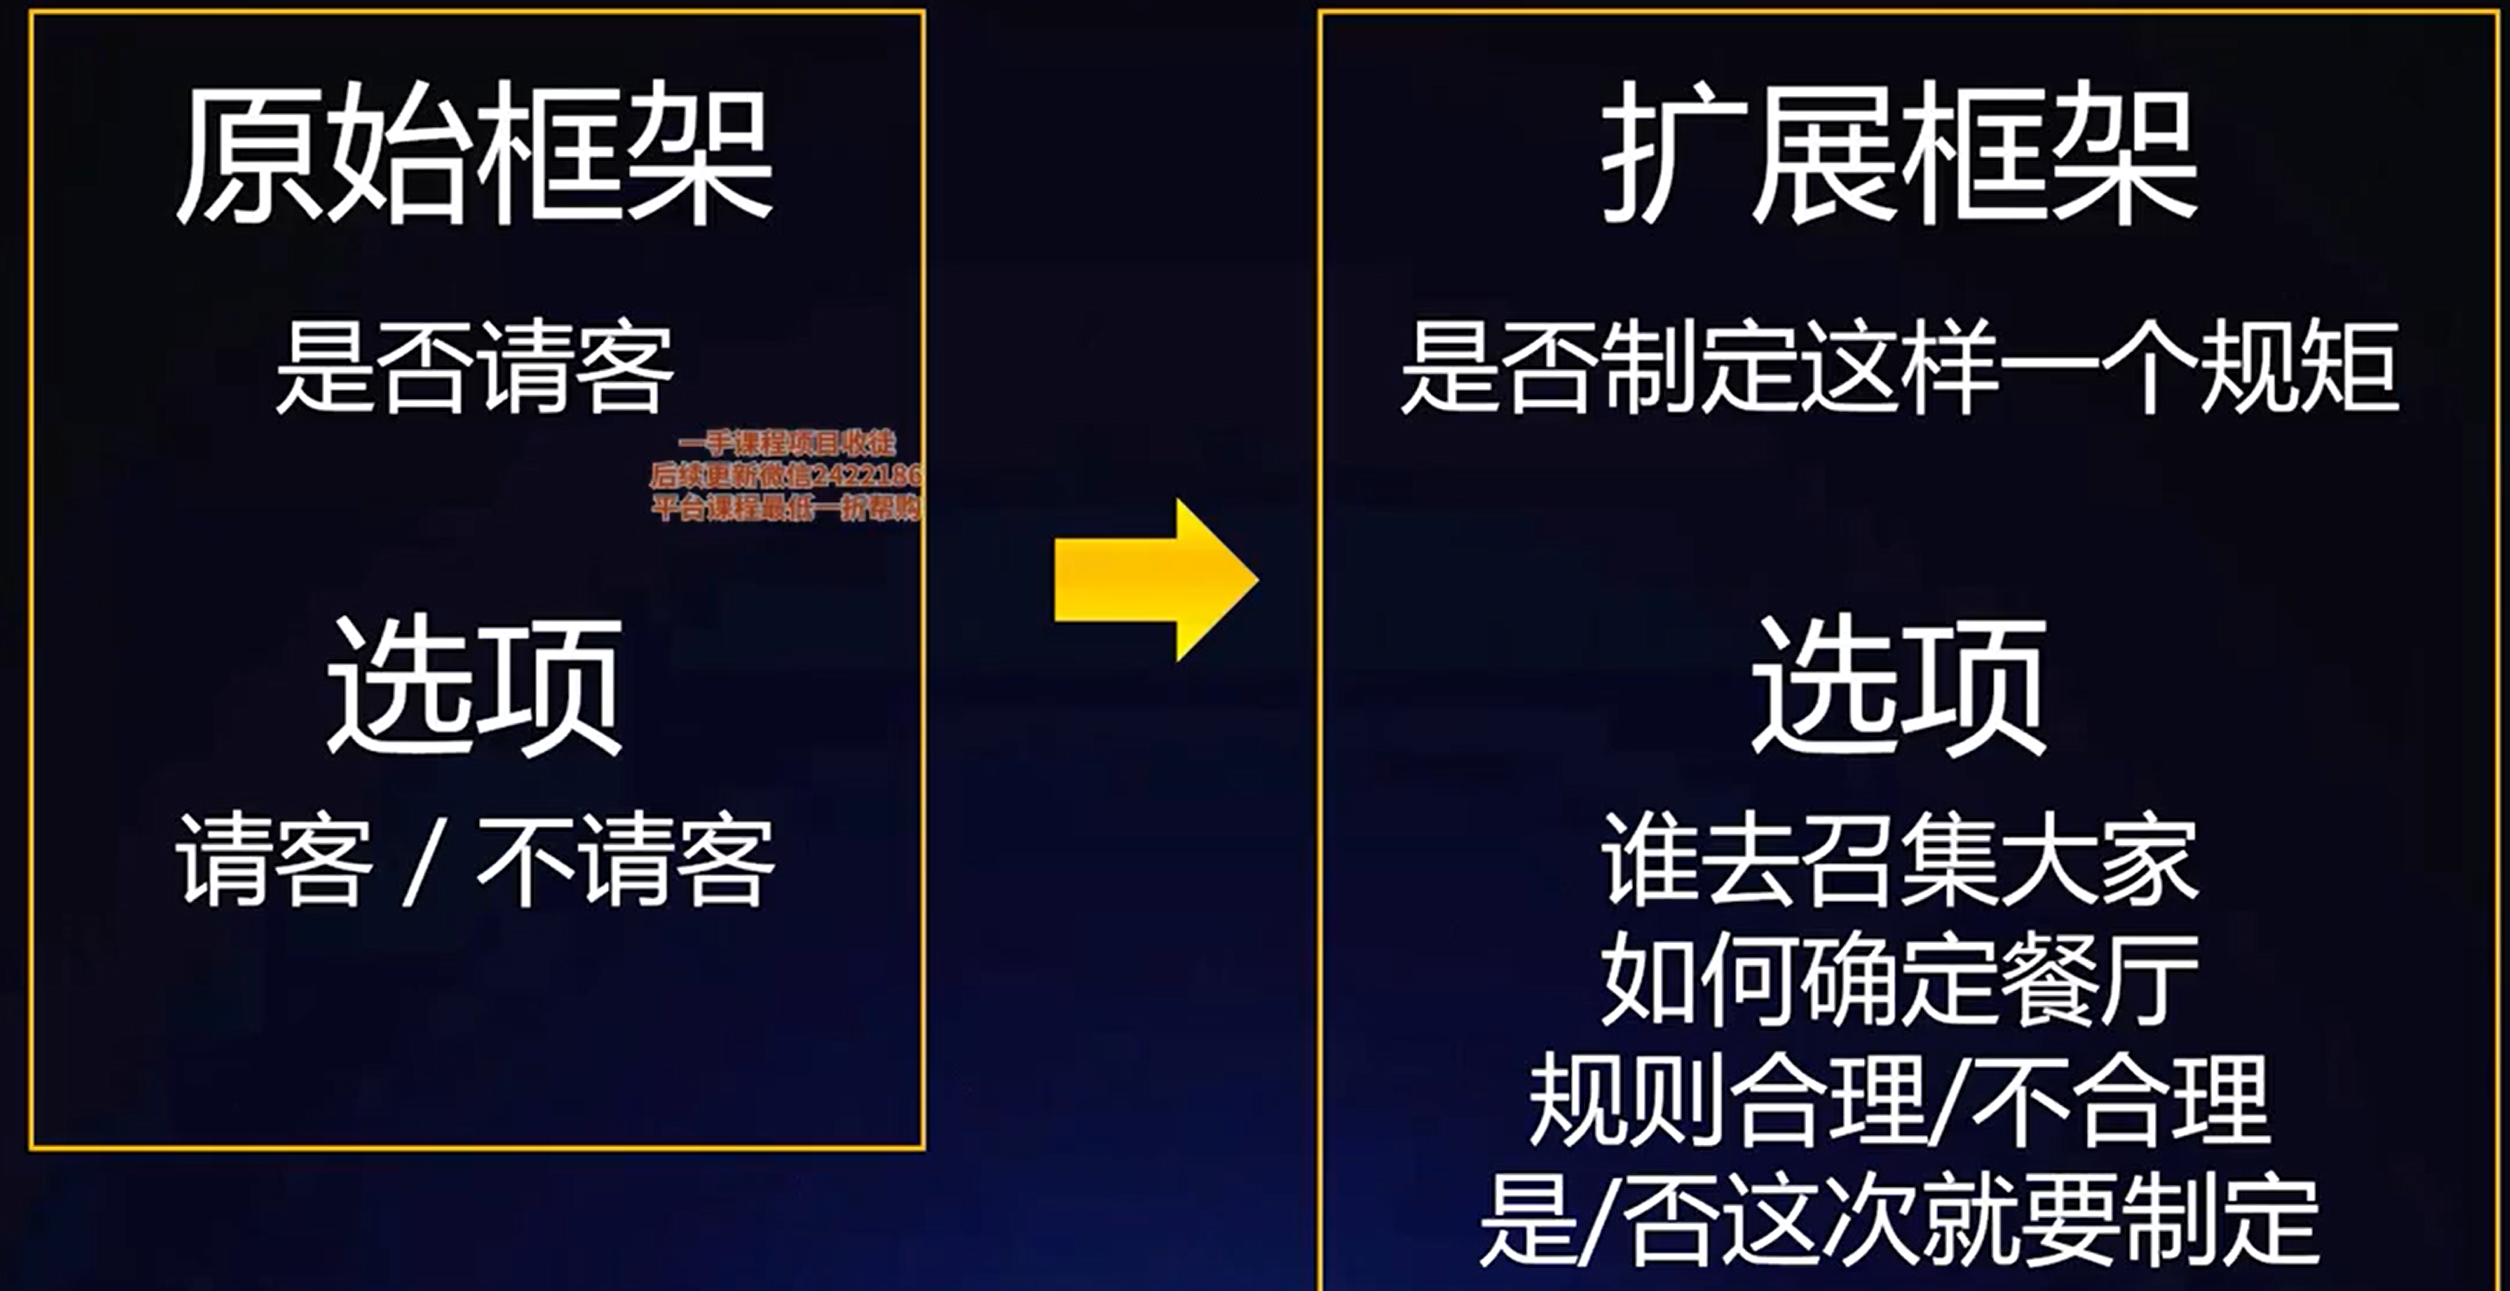 原始框架
是否请客
一手课程项目收徒
后续更新微信2422186
平台课程最低一折帮购
选项
请客 / 不请客
扩展框架
是否制定这样一个规矩
选项
谁去召集大家
如何确定餐厅
规则合理/不合理
是/否这次就要制定